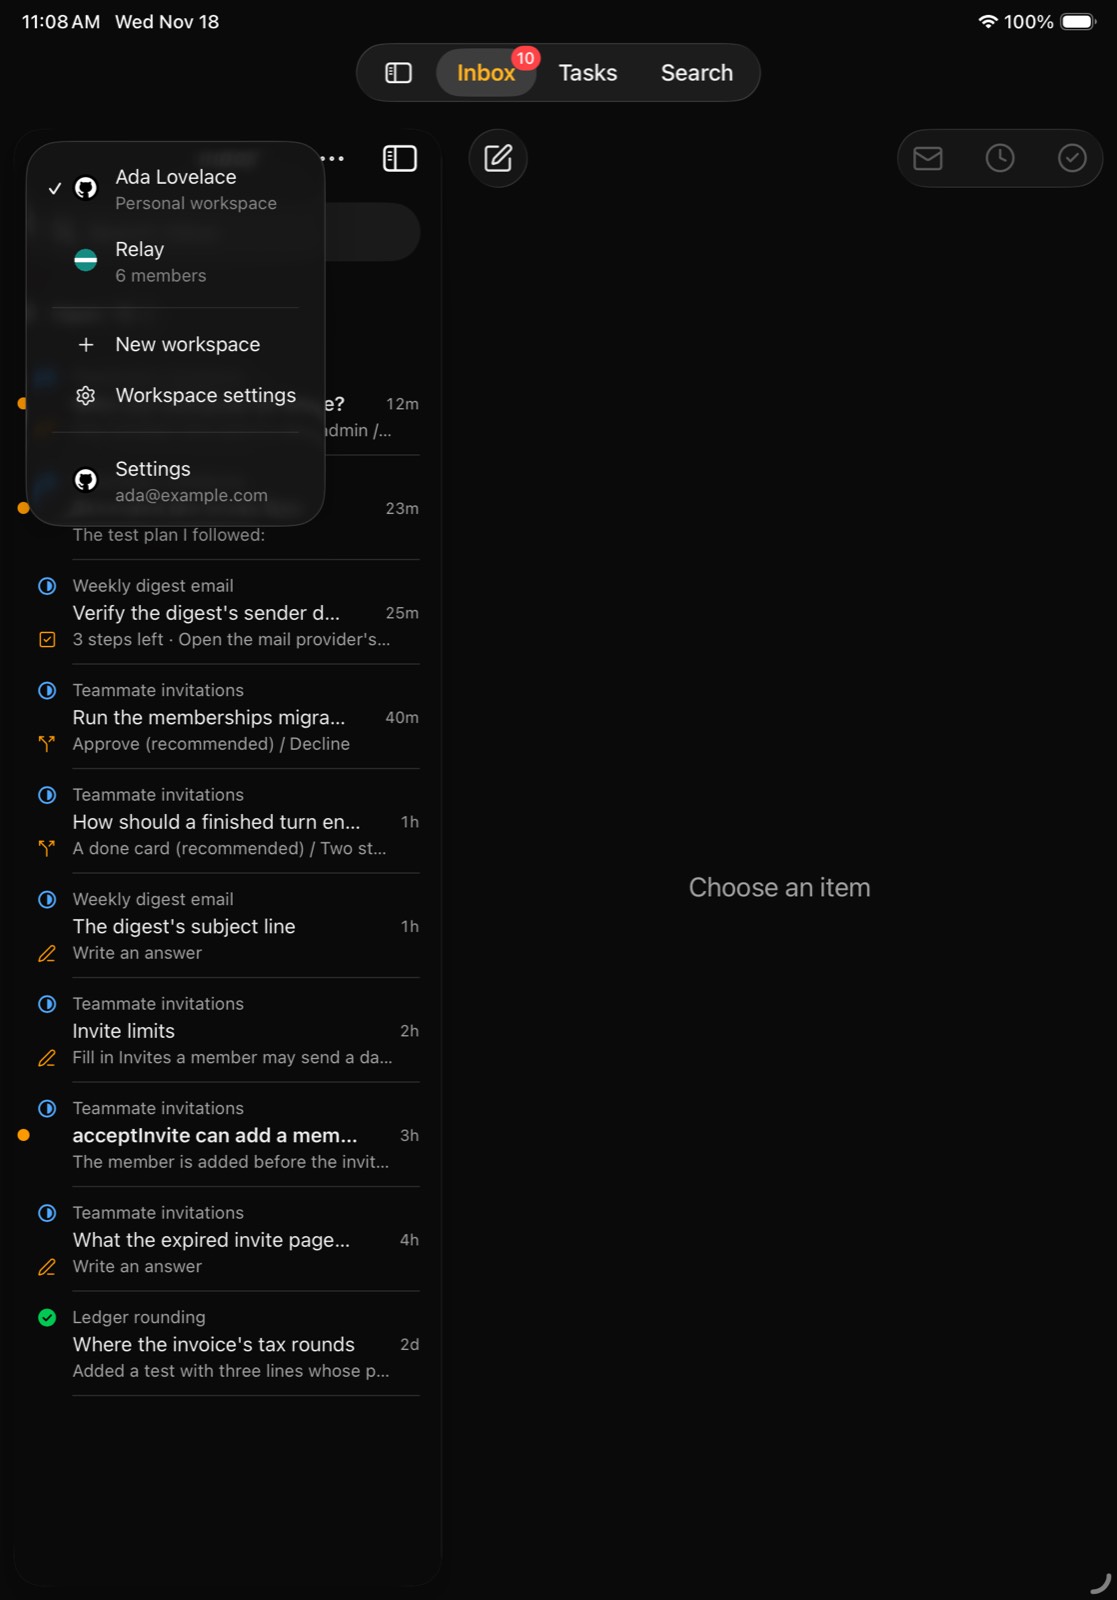 11:08 AM Wed Nov 18
100%
Inbox
10
Tasks
Search
Ada Lovelace
Personal workspace
Relay
6 members
New workspace
Workspace settings
Settings
ada@example.com
e?
12m
admin /...
23m
The test plan I followed:
Weekly digest email
Verify the digest's sender d...
25m
3 steps left · Open the mail provider's...
Teammate invitations
Run the memberships migra...
40m
Approve (recommended) / Decline
Teammate invitations
How should a finished turn en...
1h
A done card (recommended) / Two st...
Weekly digest email
The digest's subject line
1h
Write an answer
Teammate invitations
Invite limits
2h
Fill in Invites a member may send a da...
Teammate invitations
acceptInvite can add a mem...
3h
The member is added before the invit...
Teammate invitations
What the expired invite page...
4h
Write an answer
Ledger rounding
Where the invoice's tax rounds
2d
Added a test with three lines whose p...
Choose an item